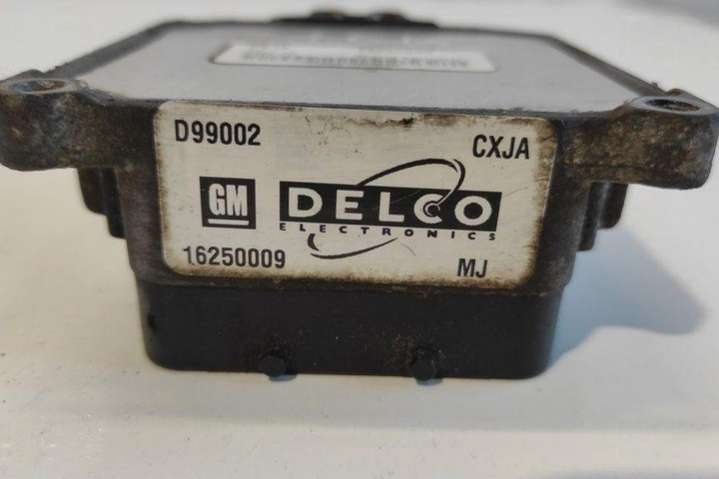 D99002
CXJA
GM
DELCO
ELECTRONICS
16250009
MJ